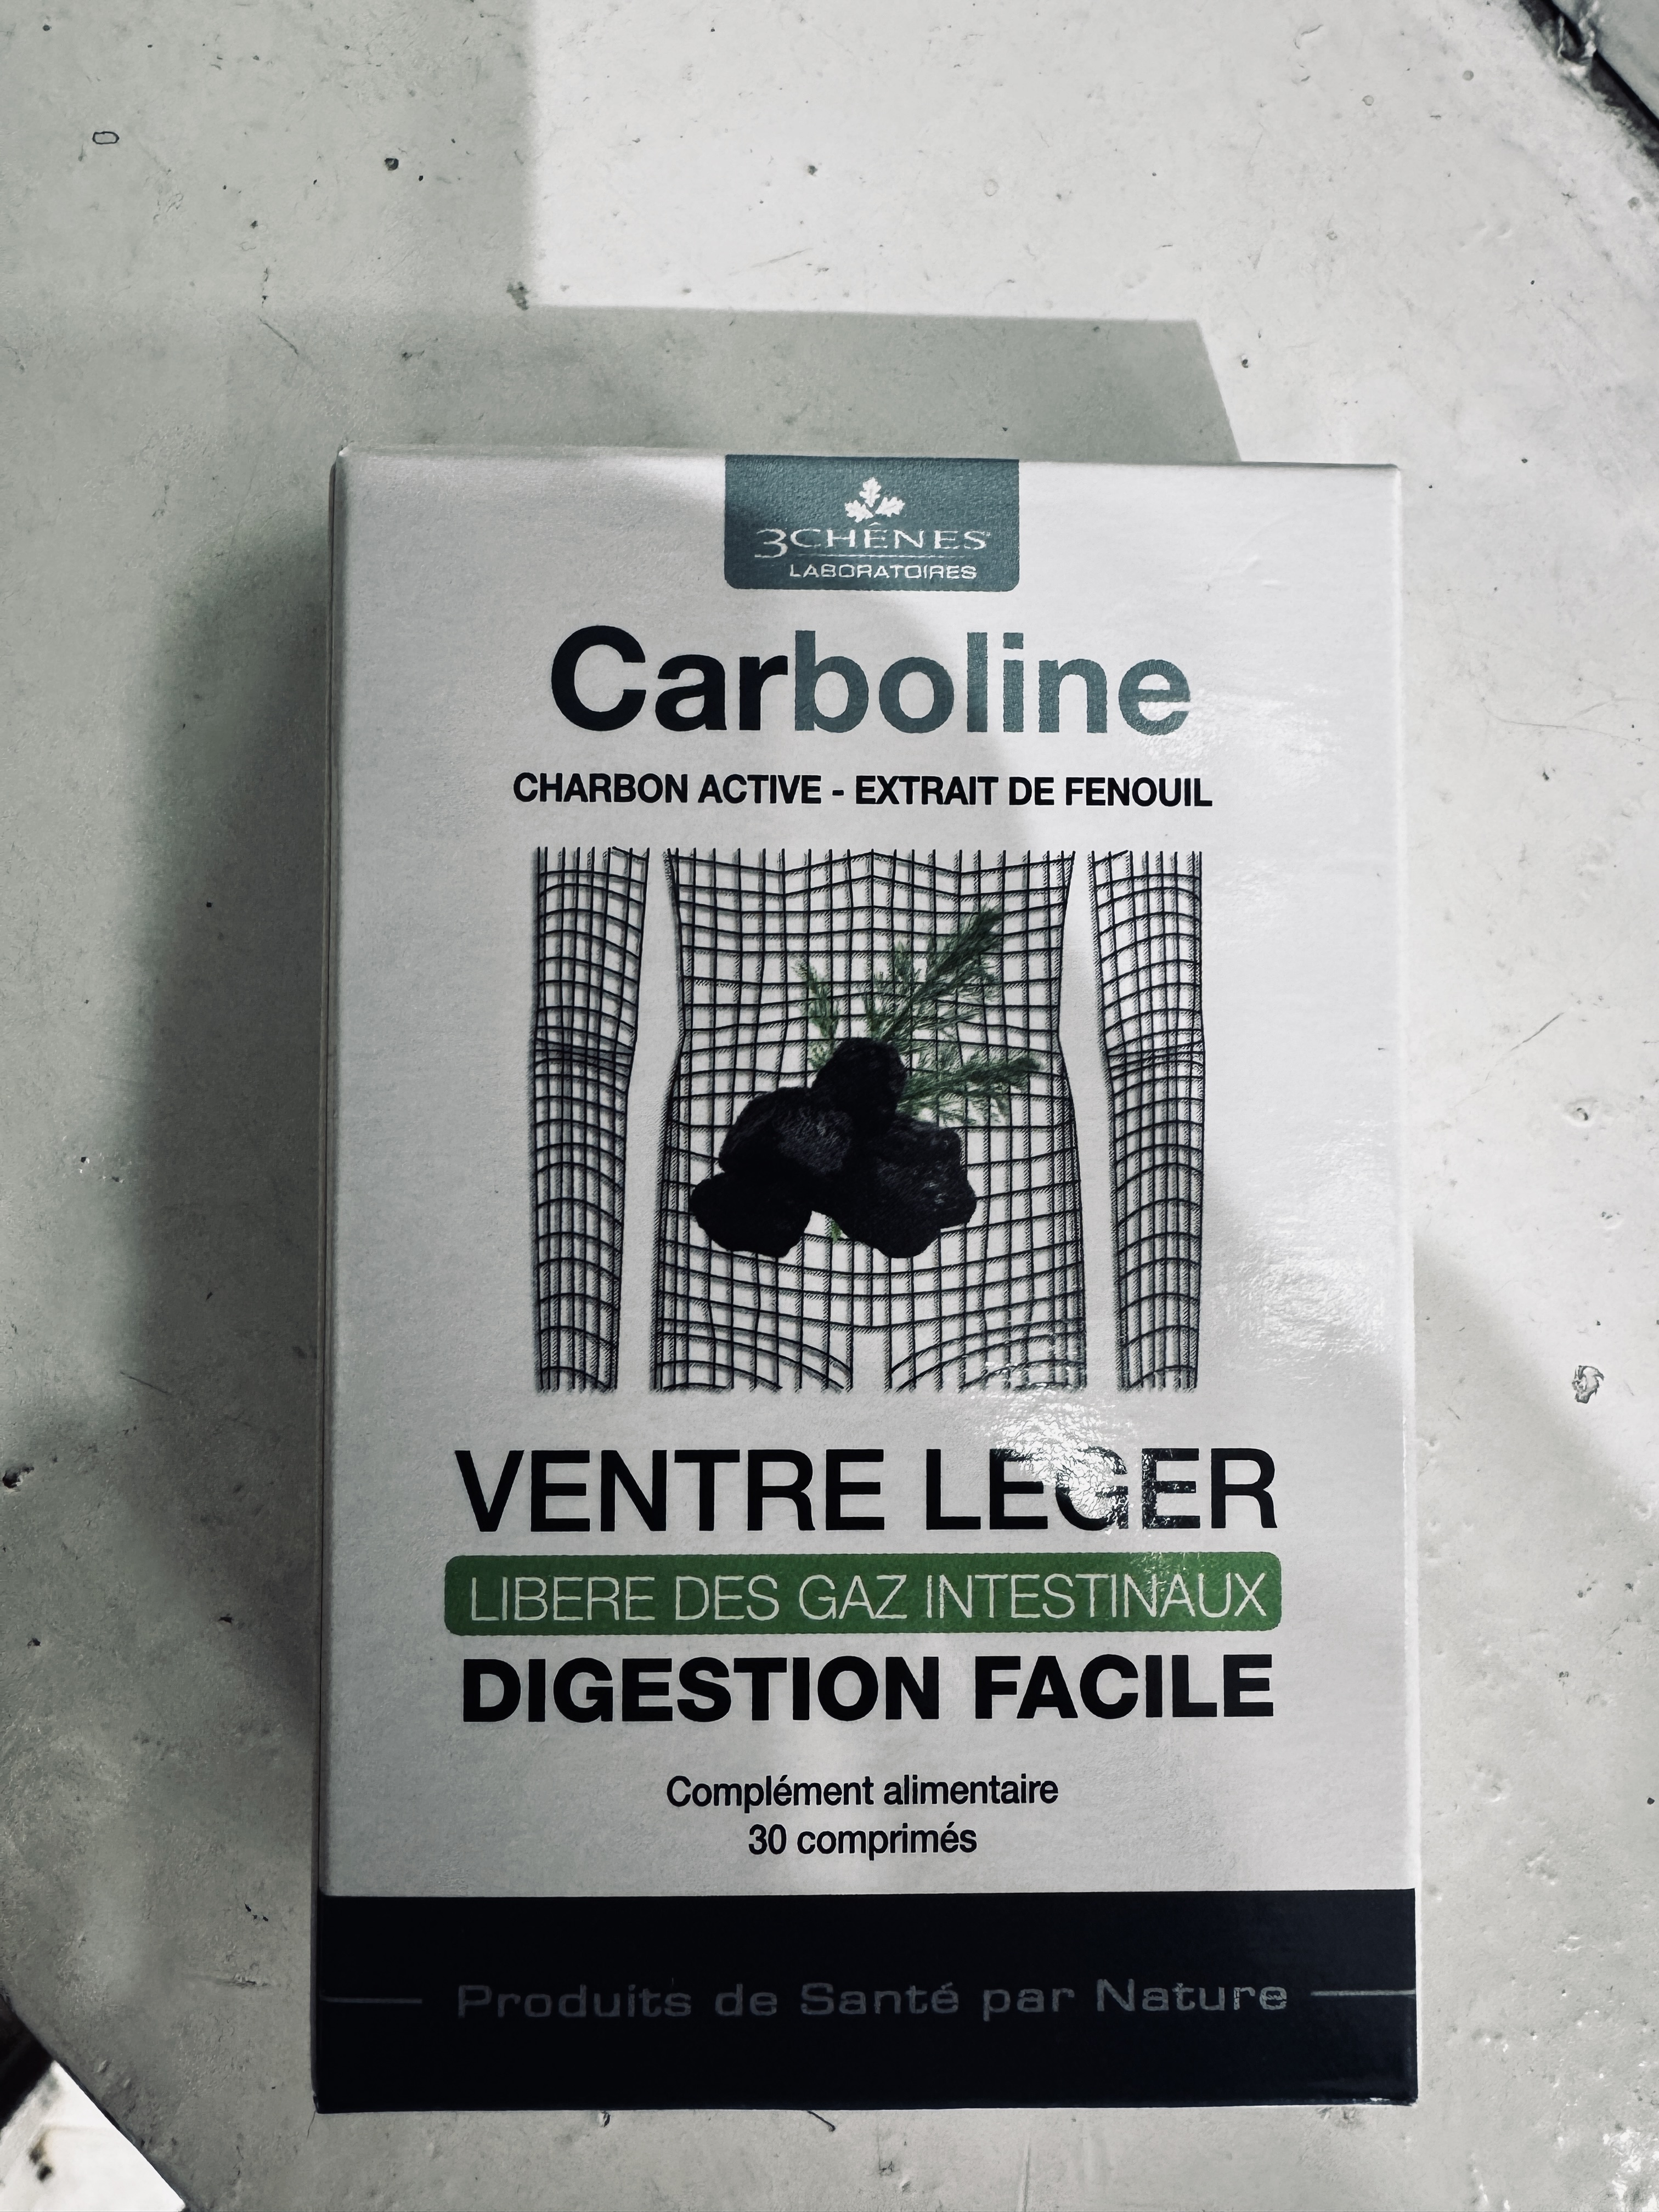 3CHÊNES
LABORATOIRES
Carboline
CHARBON ACTIVE - EXTRAIT DE FENOUIL
VENTRE LEGER
LIBERE DES GAZ INTESTINAUX
DIGESTION FACILE
Complément alimentaire
30 comprimés
Produits de Santé par Nature